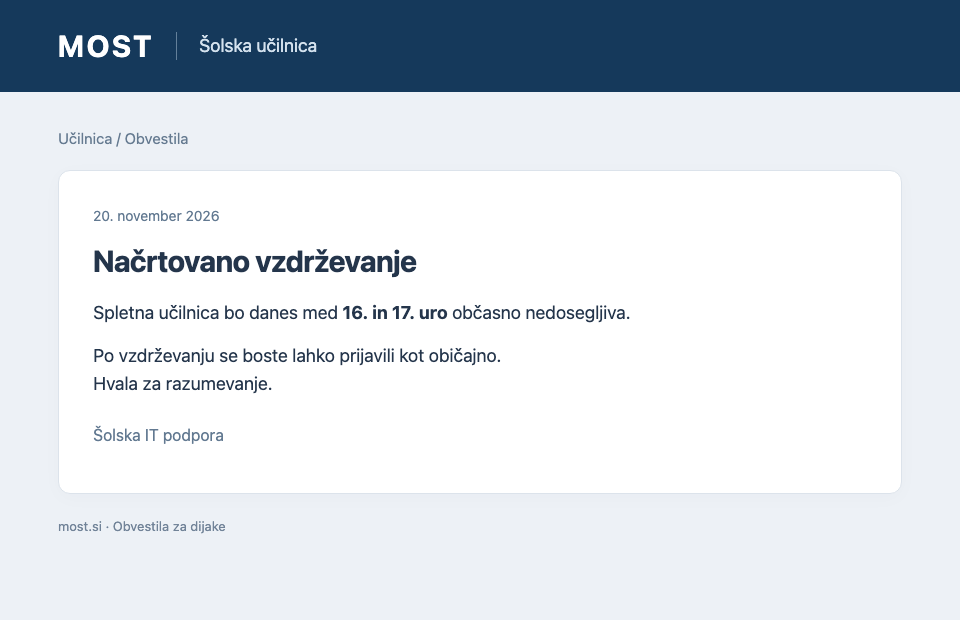 MOST
Šolska učilnica
Učilnica / Obvestila
20. november 2026
Načrtovano vzdrževanje
Spletna učilnica bo danes med 16. in 17. uro občasno nedosegljiva.
Po vzdrževanju se boste lahko prijavili kot običajno.
Hvala za razumevanje.
Šolska IT podpora
most.si · Obvestila za dijake